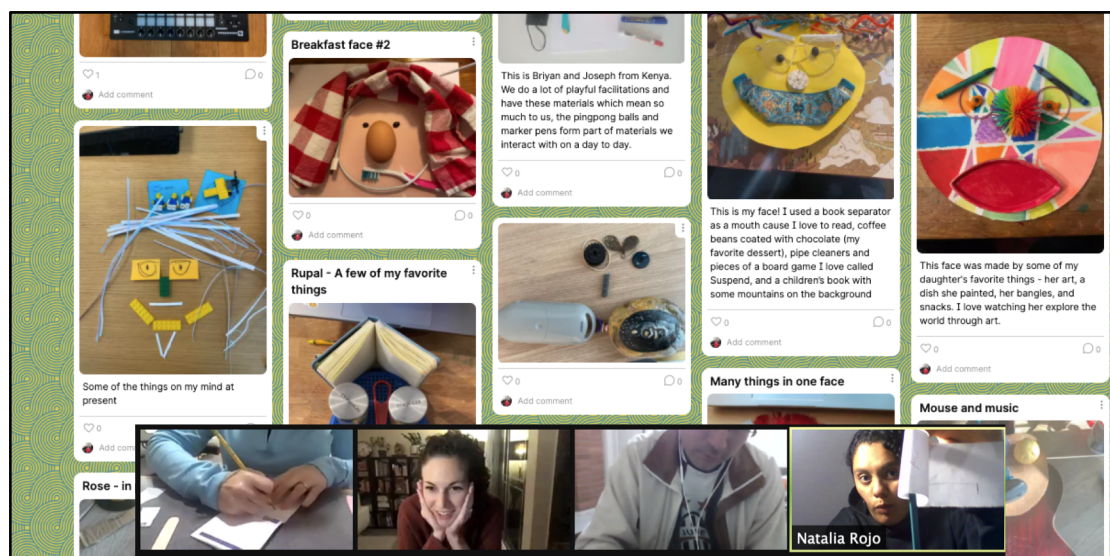 1
0
Add comment
Some of the things on my mind at
present
0
Add com
Rose - in
Breakfast face #2
0
0
Add comment
Rupal - A few of my favorite
things
This is Briyan and Joseph from Kenya.
We do a lot of playful facilitations and
have these materials which mean so
much to us, the pingpong balls and
marker pens form part of materials we
interact with on a day to day.
0
0
Add comment
0
0
Add comment
This is my face! I used a book separator
as a mouth cause I love to read, coffee
beans coated with chocolate (my
favorite dessert), pipe cleaners and
pieces of a board game I love called
Suspend, and a children's book with
some mountains on the background
0
0
Add comment
Many things in one face
This face was made by some of my
daughter's favorite things - her art, a
dish she painted, her bangles, and
snacks. I love watching her explore the
world through art.
0
0
Add comment
Mouse and music
Natalia Rojo